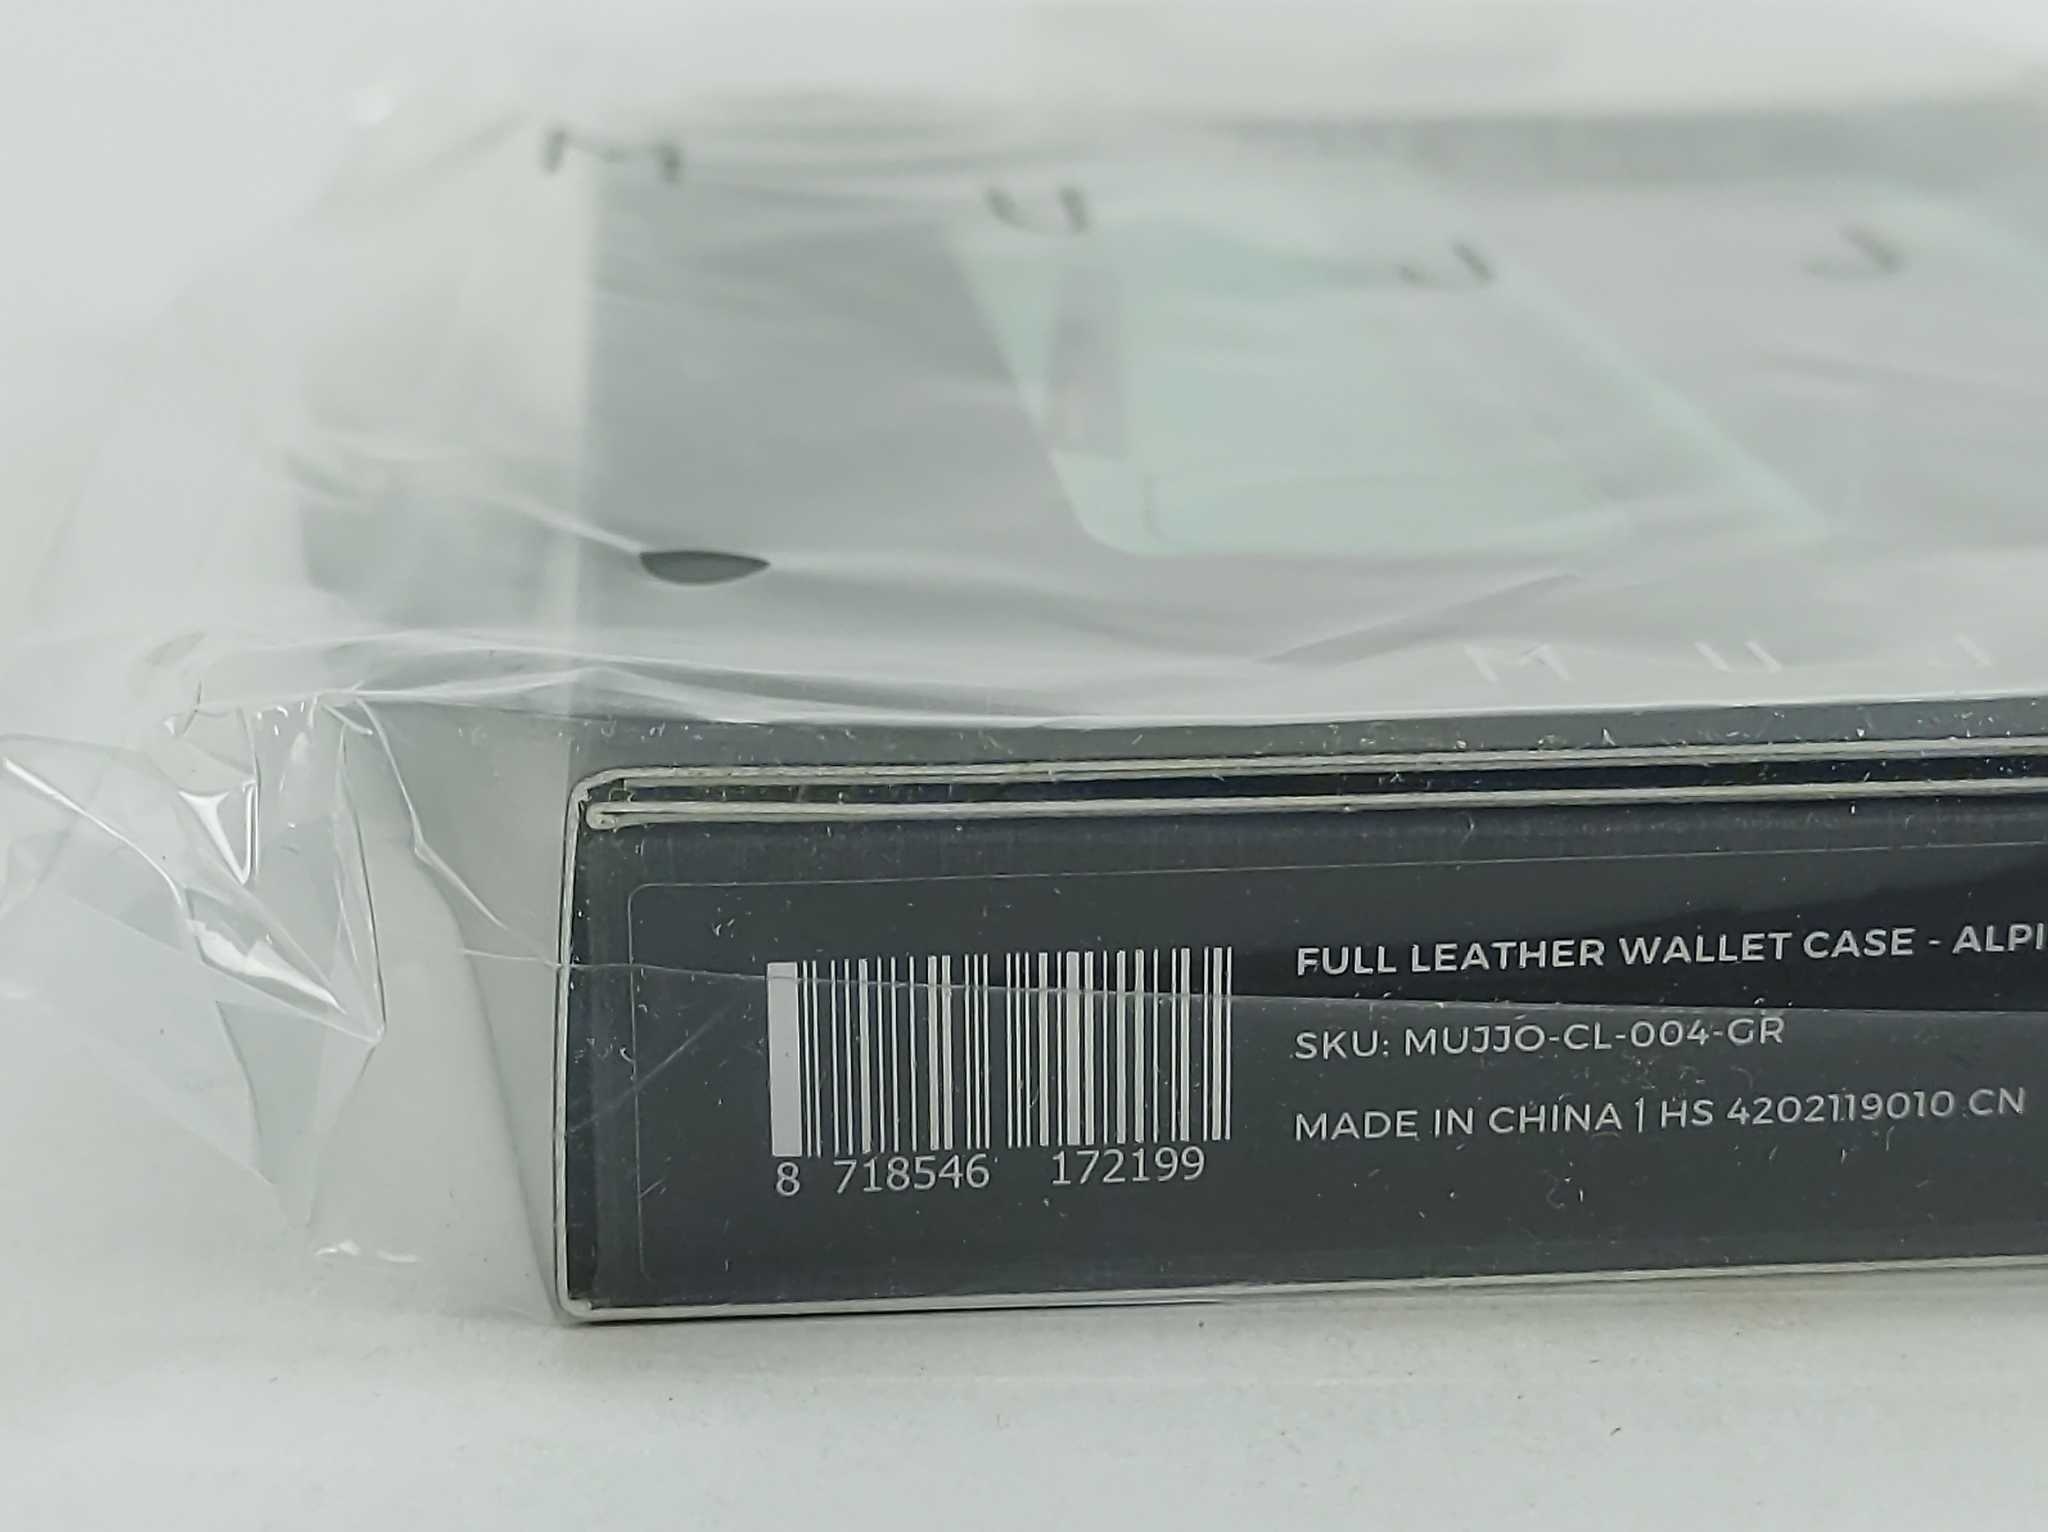 FULL LEATHER WALLET CASE - ALPI
SKU: MUJJO-CL-004-GR
MADE IN CHINA | HS 4202119010 CN
8 718546 172199